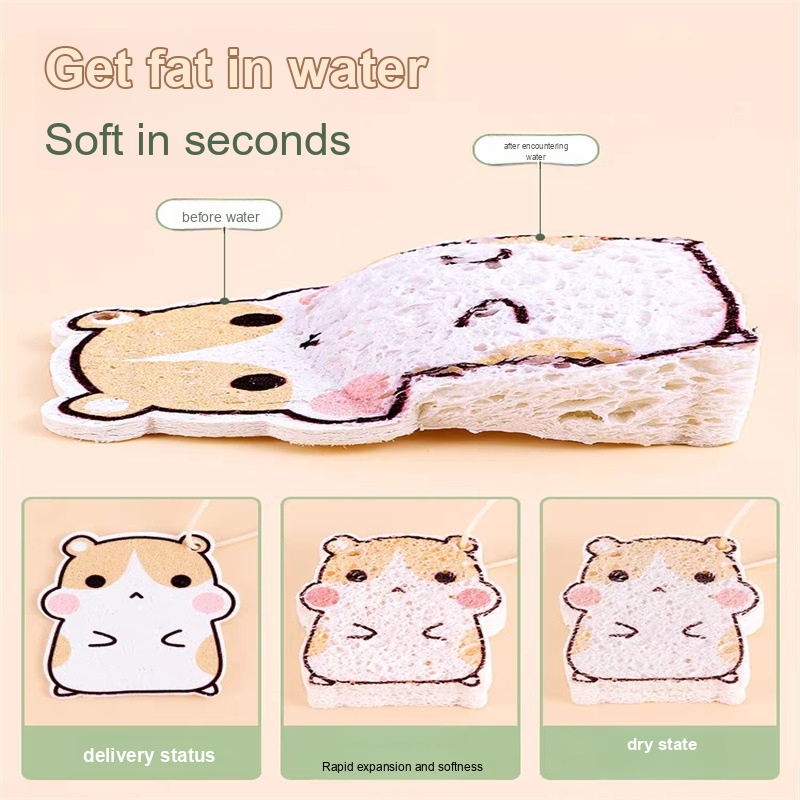 Get fat in water
Soft in seconds
after encountering
water
before water
delivery status
Rapid expansion and softness
dry state